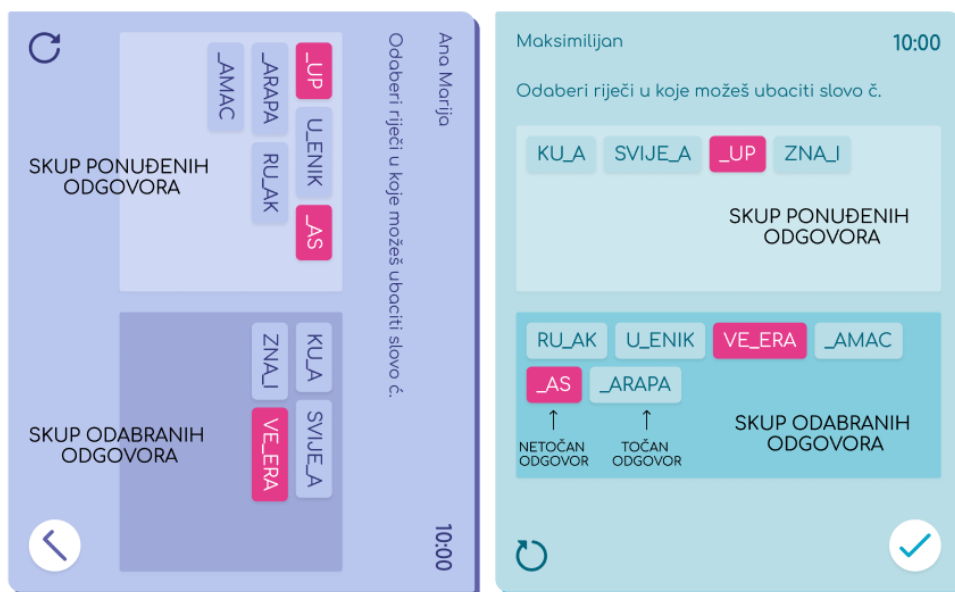 Ana Marija
10:00
Odaberi riječi u koje možeš ubaciti slovo č.
_UP U_ENIK _AS
_ARAPA RU_AK
_AMAC
SKUP PONUĐENIH
ODGOVORA
KU_A SVIJE_A
ZNA_I VE_ERA
SKUP ODABRANIH
ODGOVORA
Maksimilijan
10:00
Odaberi riječi u koje možeš ubaciti slovo č.
KU_A SVIJE_A _UP ZNA_I
SKUP PONUĐENIH
ODGOVORA
RU_AK U_ENIK VE_ERA _AMAC
_AS _ARAPA
↑ ↑
NETOČAN
ODGOVOR
TOČAN
ODGOVOR
SKUP ODABRANIH
ODGOVORA